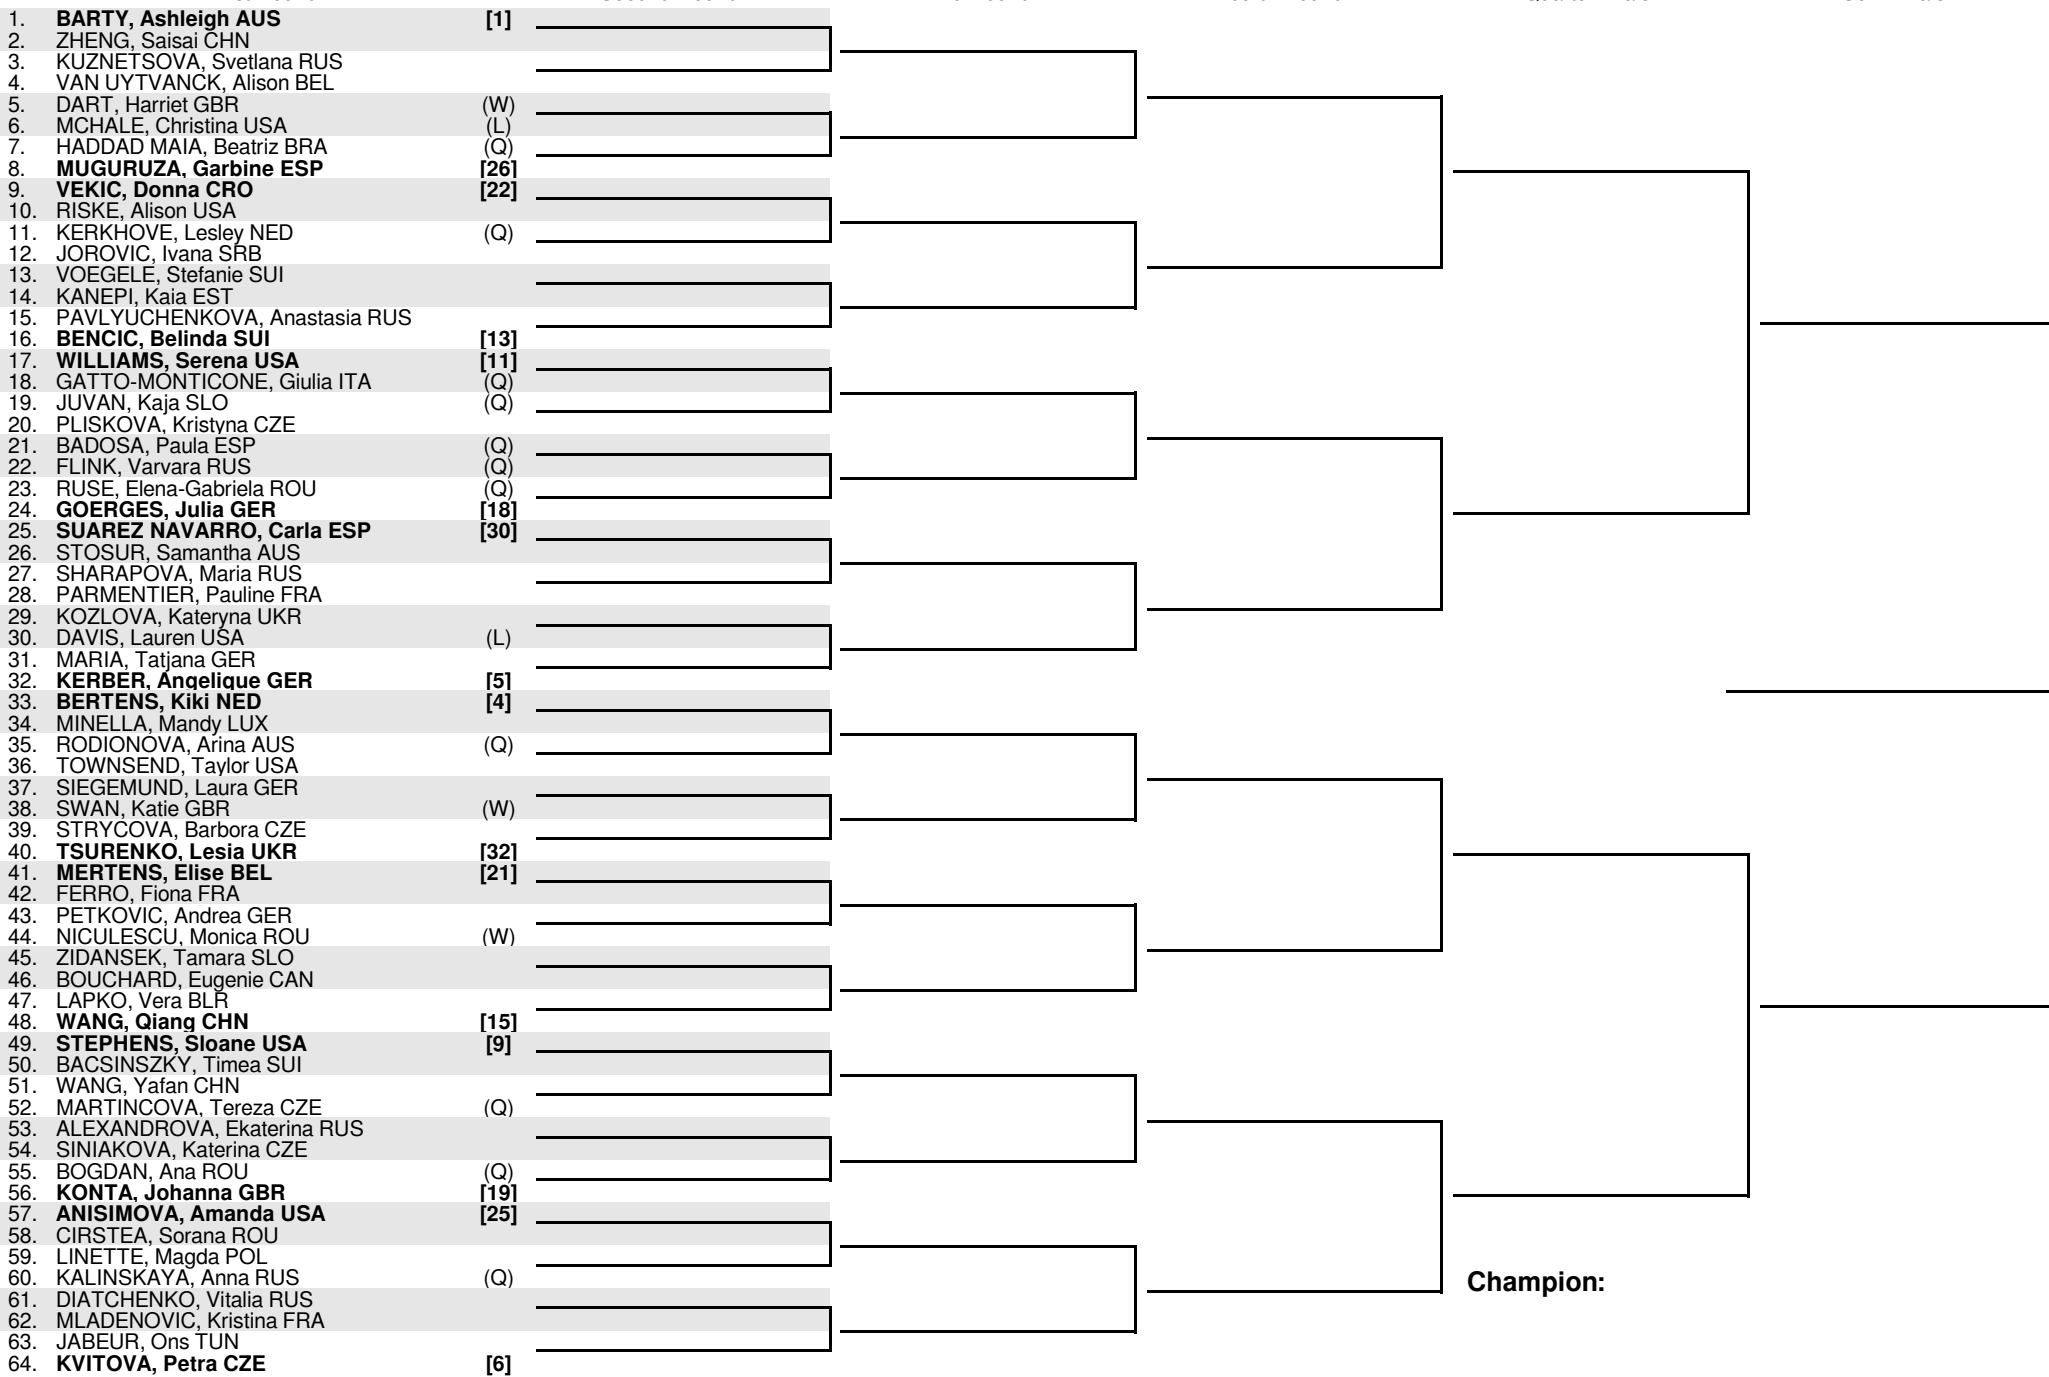 1. BARTY, Ashleigh AUS [1]
2. ZHENG, Saisai CHN
3. KUZNETSOVA, Svetlana RUS
4. VAN UYTVANCK, Alison BEL
5. DART, Harriet GBR (W)
6. MCHALE, Christina USA (L)
7. HADDAD MAIA, Beatriz BRA (Q)
8. MUGURUZA, Garbine ESP [26]
9. VEKIC, Donna CRO [22]
10. RISKE, Alison USA
11. KERKHOVE, Lesley NED (Q)
12. JOROVIC, Ivana SRB
13. VOEGELE, Stefanie SUI
14. KANEPI, Kaia EST
15. PAVLYUCHENKOVA, Anastasia RUS
16. BENCIC, Belinda SUI [13]
17. WILLIAMS, Serena USA [11]
18. GATTO-MONTICONE, Giulia ITA (Q)
19. JUVAN, Kaja SLO (Q)
20. PLISKOVA, Kristyna CZE
21. BADOSA, Paula ESP (Q)
22. FLINK, Varvara RUS (Q)
23. RUSE, Elena-Gabriela ROU (Q)
24. GOERGES, Julia GER [18]
25. SUAREZ NAVARRO, Carla ESP [30]
26. STOSUR, Samantha AUS
27. SHARAPOVA, Maria RUS
28. PARMENTIER, Pauline FRA
29. KOZLOVA, Kateryna UKR
30. DAVIS, Lauren USA (L)
31. MARIA, Tatjana GER
32. KERBER, Angelique GER [5]
33. BERTENS, Kiki NED [4]
34. MINELLA, Mandy LUX
35. RODIONOVA, Arina AUS (Q)
36. TOWNSEND, Taylor USA
37. SIEGEMUND, Laura GER
38. SWAN, Katie GBR (W)
39. STRYCOVA, Barbora CZE
40. TSURENKO, Lesia UKR [32]
41. MERTENS, Elise BEL [21]
42. FERRO, Fiona FRA
43. PETKOVIC, Andrea GER
44. NICULESCU, Monica ROU (W)
45. ZIDANSEK, Tamara SLO
46. BOUCHARD, Eugenie CAN
47. LAPKO, Vera BLR
48. WANG, Qiang CHN [15]
49. STEPHENS, Sloane USA [9]
50. BACSINSZKY, Timea SUI
51. WANG, Yafan CHN
52. MARTINCOVA, Tereza CZE (Q)
53. ALEXANDROVA, Ekaterina RUS
54. SINIAKOVA, Katerina CZE
55. BOGDAN, Ana ROU (Q)
56. KONTA, Johanna GBR [19]
57. ANISIMOVA, Amanda USA [25]
58. CIRSTEA, Sorana ROU
59. LINETTE, Magda POL
60. KALINSKAYA, Anna RUS (Q)
Champion:
61. DIATCHENKO, Vitalia RUS
62. MLADENOVIC, Kristina FRA
63. JABEUR, Ons TUN
64. KVITOVA, Petra CZE [6]